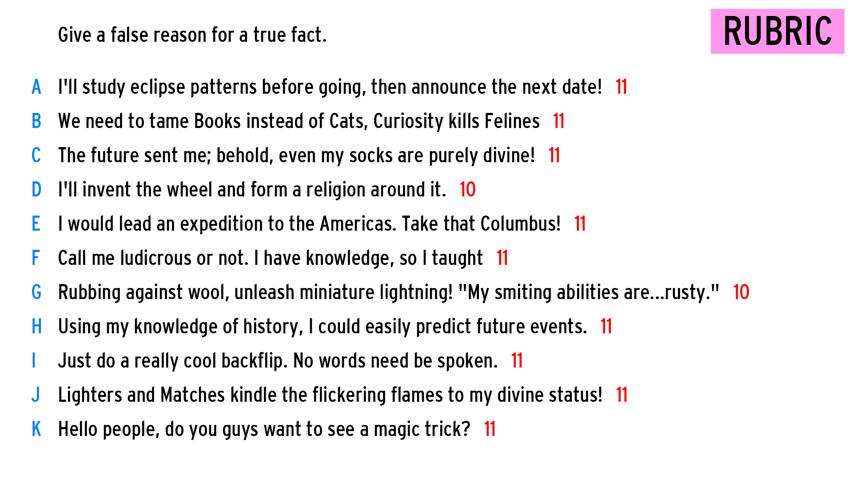 Give a false reason for a true fact.
RUBRIC
A I'll study eclipse patterns before going, then announce the next date! 11
B We need to tame Books instead of Cats, Curiosity kills Felines 11
C The future sent me; behold, even my socks are purely divine! 11
D I'll invent the wheel and form a religion around it. 10
E I would lead an expedition to the Americas. Take that Columbus! 11
F Call me ludicrous or not. I have knowledge, so I taught 11
G Rubbing against wool, unleash miniature lightning! "My smiting abilities are...rusty." 10
H Using my knowledge of history, I could easily predict future events. 11
I Just do a really cool backflip. No words need be spoken. 11
J Lighters and Matches kindle the flickering flames to my divine status! 11
K Hello people, do you guys want to see a magic trick? 11